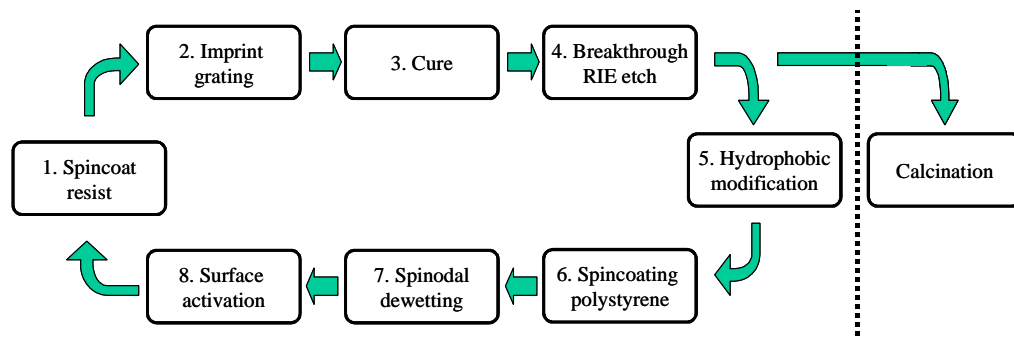 2. Imprint
grating
3. Cure
4. Breakthrough
RIE etch
1. Spincoat
resist
5. Hydrophobic
modification
Calcination
8. Surface
activation
7. Spinodal
dewetting
6. Spincoating
polystyrene